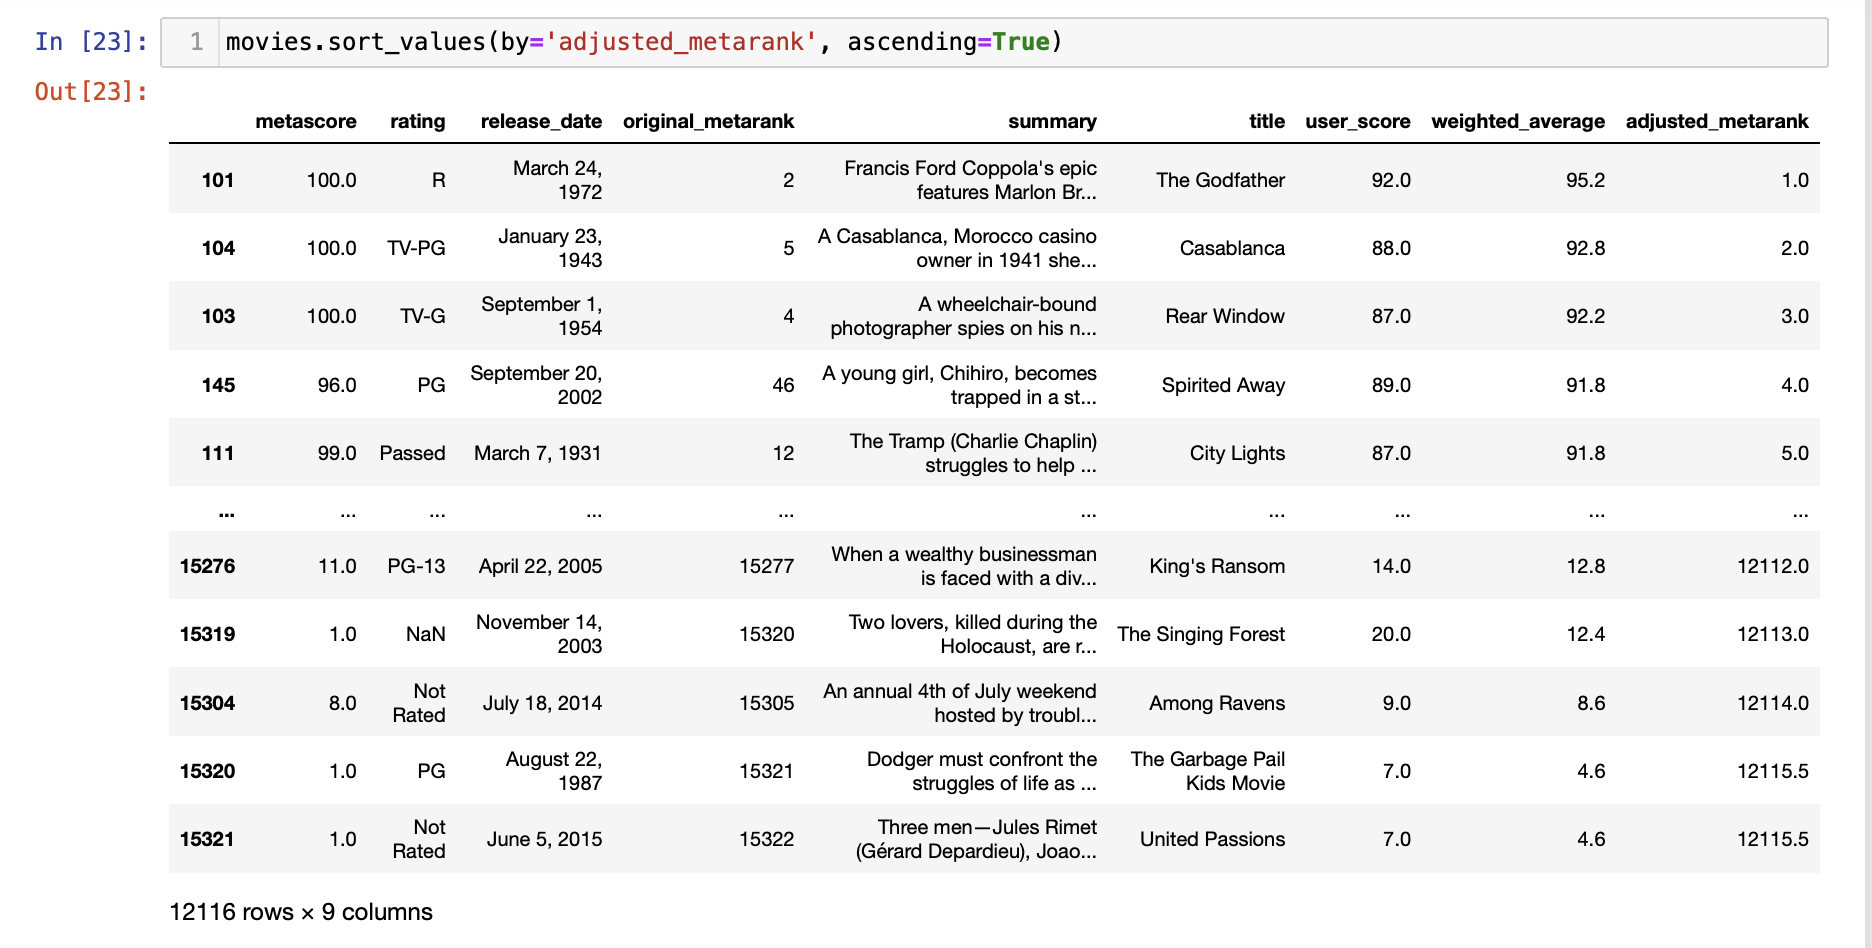 In [23]: 1 movies.sort_values(by='adjusted_metarank', ascending=True)
Out[23]:
metascore rating release_date original_metarank summary title user_score weighted_average adjusted_metarank
101 100.0 R March 24, 1972 2 Francis Ford Coppola's epic features Marlon Br... The Godfather 92.0 95.2 1.0
104 100.0 TV-PG January 23, 1943 5 A Casablanca, Morocco casino owner in 1941 she... Casablanca 88.0 92.8 2.0
103 100.0 TV-G September 1, 1954 4 A wheelchair-bound photographer spies on his n... Rear Window 87.0 92.2 3.0
145 96.0 PG September 20, 2002 46 A young girl, Chihiro, becomes trapped in a st... Spirited Away 89.0 91.8 4.0
111 99.0 Passed March 7, 1931 12 The Tramp (Charlie Chaplin) struggles to help ... City Lights 87.0 91.8 5.0
... ... ... ... ... ... ... ... ... ...
15276 11.0 PG-13 April 22, 2005 15277 When a wealthy businessman is faced with a div... King's Ransom 14.0 12.8 12112.0
15319 1.0 NaN November 14, 2003 15320 Two lovers, killed during the Holocaust, are r... The Singing Forest 20.0 12.4 12113.0
15304 8.0 Not Rated July 18, 2014 15305 An annual 4th of July weekend hosted by troubl... Among Ravens 9.0 8.6 12114.0
15320 1.0 PG August 22, 1987 15321 Dodger must confront the struggles of life as ... The Garbage Pail Kids Movie 7.0 4.6 12115.5
15321 1.0 Not Rated June 5, 2015 15322 Three men—Jules Rimet (Gérard Depardieu), Joao... United Passions 7.0 4.6 12115.5
12116 rows × 9 columns